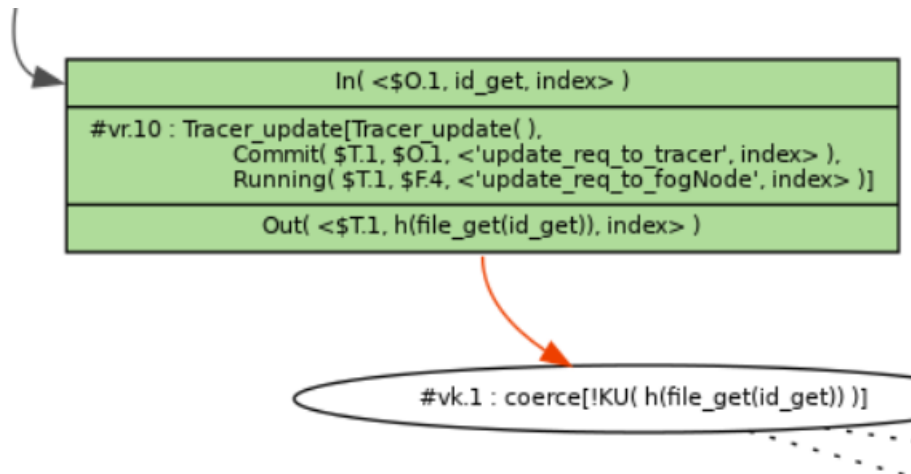 In( <$O.1, id_get, index> )
#vr.10 : Tracer_update[Tracer_update( ),
Commit( $T.1, $O.1, <'update_req_to_tracer', index> ),
Running( $T.1, $F.4, <'update_req_to_fogNode', index> )]
Out( <$T.1, h(file_get(id_get)), index> )
#vk.1 : coerce[!KU( h(file_get(id_get)) )]